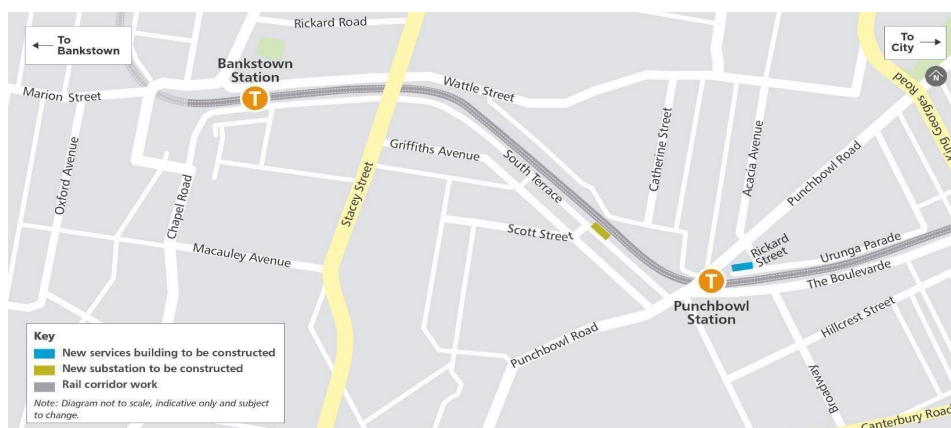 To
Bankstown
Rickard Road
To
City
Bankstown
Station
T
N
Marion Street
Wattle Street
Georges Road
Griffiths Avenue
South Terrace
Catherine Street
Acacia Avenue
Punchbowl Road
Oxford Avenue
Chapel Road
Stacey Street
Scott Street
Macauley Avenue
Rickard
Street
Urunga Parade
The Boulevarde
T
Punchbowl
Station
Hillcrest Street
Punchbowl Road
Broadway
Canterbury Road
Key
New services building to be constructed
New substation to be constructed
Rail corridor work
Note: Diagram not to scale, indicative only and subject
to change.